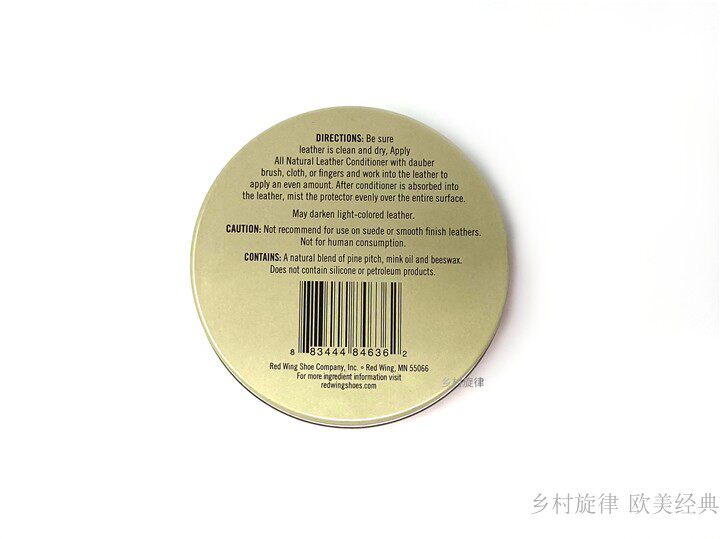 DIRECTIONS: Be sure
leather is clean and dry, Apply
All Natural Leather Conditioner with dauber
brush, cloth, or fingers and work into the leather to
apply an even amount. After conditioner is absorbed into
the leather, mist the protector evenly over the entire surface.
May darken light-colored leather.
CAUTION: Not recommend for use on suede or smooth finish leathers.
Not for human consumption.
CONTAINS: A natural blend of pine pitch, mink oil and beeswax.
Does not contain silicone or petroleum products.
8 83444 84636 2
Red Wing Shoe Company, Inc. • Red Wing, MN 55066
For more ingredient information visit
redwingshoes.com
乡村旋律
乡村旋律 欧美经典